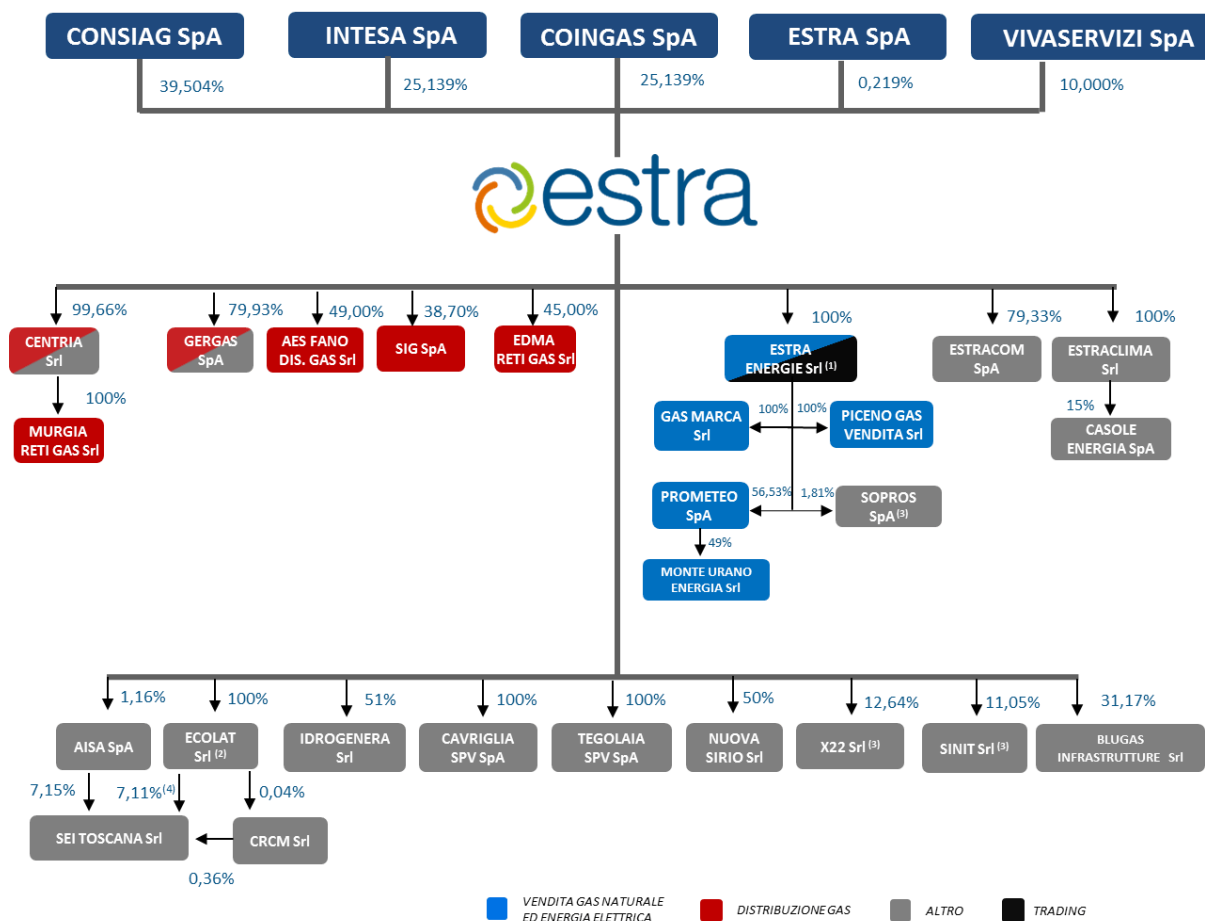 CONSIAG SpA
INTESA SpA
COINGAS SpA
ESTRA SpA
VIVASERVIZI SpA
39,504%
25,139%
25,139%
0,219%
10,000%
estra
99,66%
79,93%
49,00%
38,70%
45,00%
100%
79,33%
100%
CENTRIA
Srl
GERGAS
SpA
AES FANO
DIS. GAS Srl
SIG SpA
EDMA
RETI GAS Srl
ESTRA
ENERGIE Srl (1)
ESTRACOM
SpA
ESTRACLIMA
Srl
100%
MURGIA
RETI GAS Srl
GAS MARCA
Srl
100%
100%
PICENO GAS
VENDITA Srl
15%
CASOLE
ENERGIA SpA
PROMETEO
SpA
56,53%
1,81%
SOPROS
SpA (3)
49%
MONTE URANO
ENERGIA Srl
1,16%
100%
51%
100%
100%
50%
12,64%
11,05%
31,17%
AISA SpA
ECOLAT
Srl (2)
IDROGENERA
Srl
CAVRIGLIA
SPV SpA
TEGOLAIA
SPV SpA
NUOVA
SIRIO Srl
X22 Srl (3)
SINIT Srl (3)
BLUGAS
INFRASTRUTTURE Srl
7,15%
7,11% (4)
0,04%
SEI TOSCANA Srl
CRCM Srl
0,36%
VENDITA GAS NATURALE
ED ENERGIA ELETTRICA
DISTRIBUZIONE GAS
ALTRO
TRADING